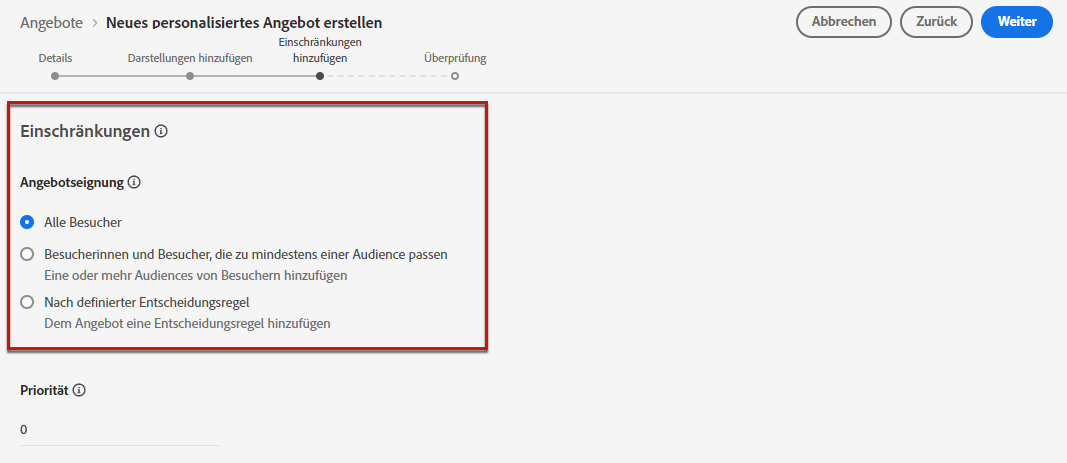 Angebote > Neues personalisiertes Angebot erstellen
Abbrechen
Zurück
Weiter
Details
Darstellungen hinzufügen
Einschränkungen
hinzufügen
Überprüfung
Einschränkungen
Angebotseignung
Alle Besucher
Besucherinnen und Besucher, die zu mindestens einer Audience passen
Eine oder mehr Audiences von Besuchern hinzufügen
Nach definierter Entscheidungsregel
Dem Angebot eine Entscheidungsregel hinzufügen
Priorität
0